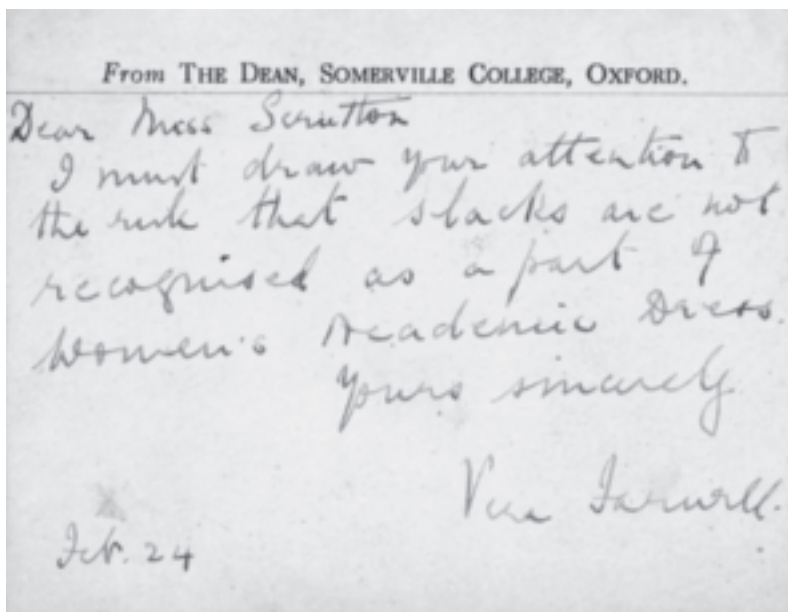 From THE DEAN, SOMERVILLE COLLEGE, OXFORD.
Dear Miss Scrutton
I must draw your attention to
the rule that slacks are not
recognised as a part of
Women's Academic Dress.
Yours sincerely
Vera Farnell.
Feb. 24